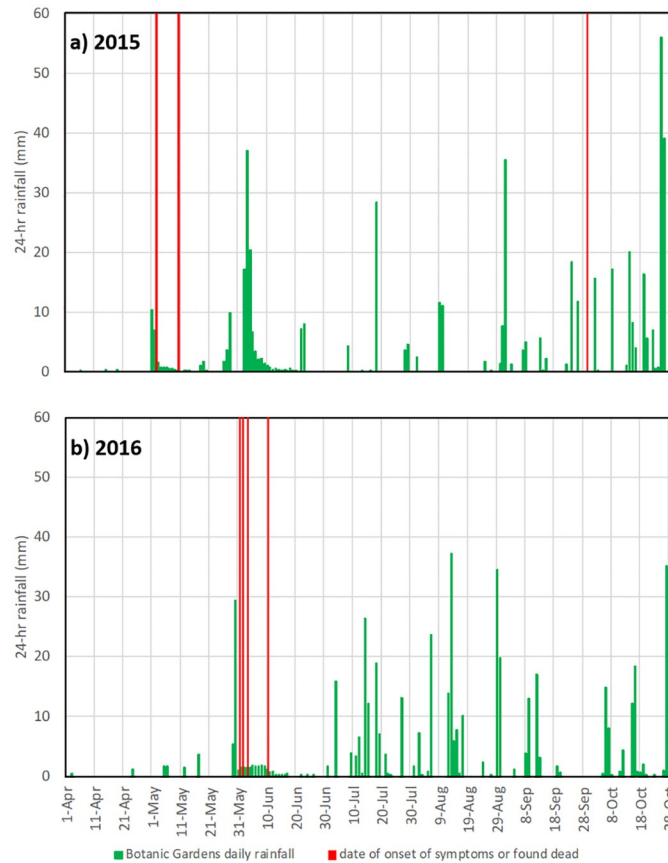 60
a) 2015
50
40
30
20
10
0
24-hr rainfall (mm)
60
b) 2016
50
40
30
20
10
0
24-hr rainfall (mm)
1-Apr
11-Apr
21-Apr
1-May
11-May
21-May
31-May
10-Jun
20-Jun
30-Jun
10-Jul
20-Jul
30-Jul
9-Aug
19-Aug
29-Aug
8-Sep
18-Sep
28-Sep
8-Oct
18-Oct
28-Oct
Botanic Gardens daily rainfall date of onset of symptoms or found dead